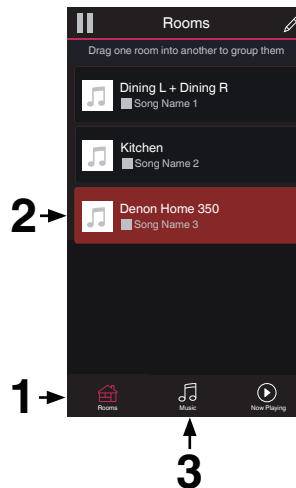 Rooms
Drag one room into another to group them
Dining L + Dining R
Song Name 1
Kitchen
Song Name 2
2
Denon Home 350
Song Name 3
1
Rooms
Music
Now Playing
3